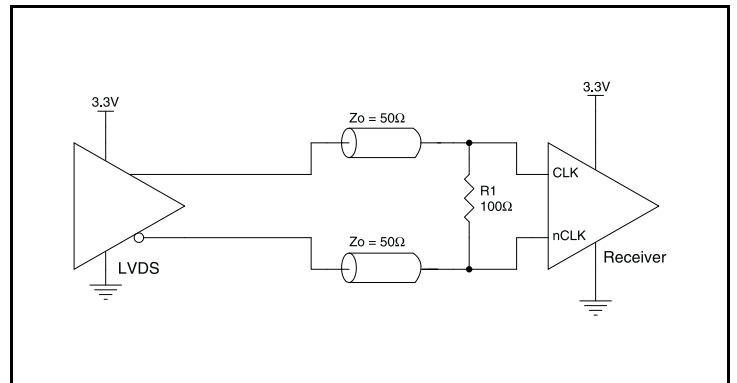 3.3V
3.3V
Zo = 50Ω
CLK
R1
100Ω
nCLK
Zo = 50Ω
LVDS
Receiver